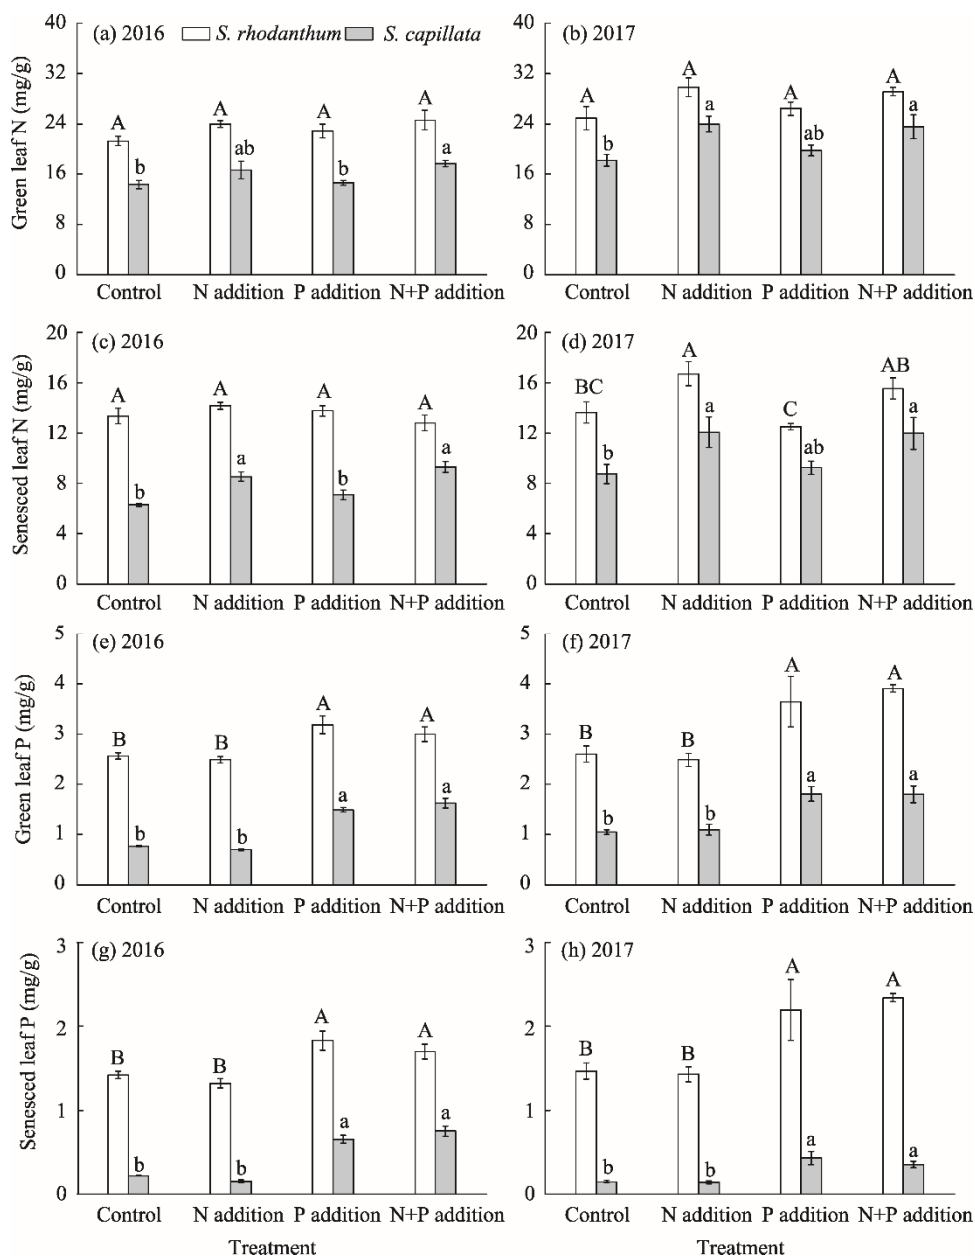 (a) 2016 S. rhodanthum S. capillata
Green leaf N (mg/g)
40
32
24
16
8
0
A
b
A
ab
A
b
A
a
Control N addition P addition N+P addition
(b) 2017
40
32
24
16
8
0
A
b
A
a
A
ab
A
a
Control N addition P addition N+P addition
(c) 2016
Senesced leaf N (mg/g)
20
16
12
8
4
0
A
b
A
a
A
b
A
a
Control N addition P addition N+P addition
(d) 2017
20
16
12
8
4
0
BC
b
A
a
C
ab
AB
a
Control N addition P addition N+P addition
(e) 2016
Green leaf P (mg/g)
5
4
3
2
1
0
B
b
B
b
A
a
A
a
Control N addition P addition N+P addition
(f) 2017
5
4
3
2
1
0
B
b
B
b
A
a
A
a
Control N addition P addition N+P addition
(g) 2016
Senesced leaf P (mg/g)
3
2
1
0
B
b
B
b
A
a
A
a
Control N addition P addition N+P addition
Treatment
(h) 2017
3
2
1
0
B
b
B
b
A
a
A
a
Control N addition P addition N+P addition
Treatment